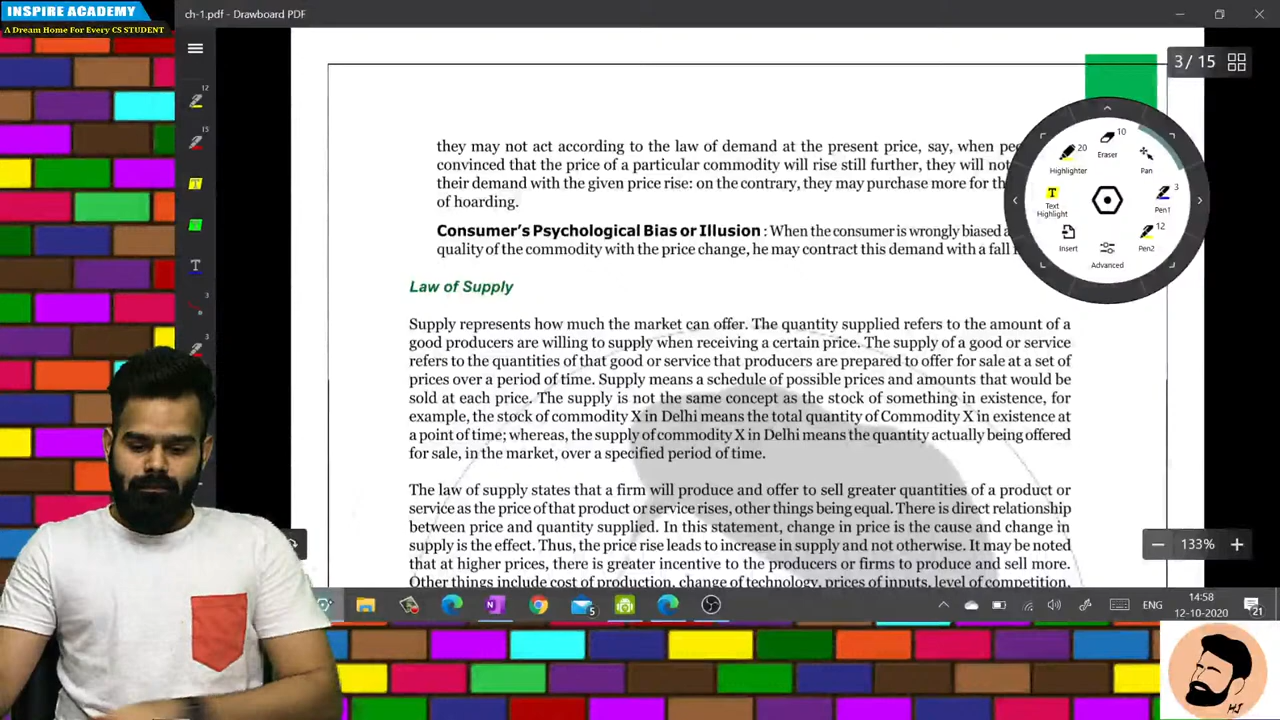 INSPIRE ACADEMY
A Dream Home For Every CS STUDENT
ch-1.pdf - Drawboard PDF
3 / 15
12
15
T
T
3
3
10
Eraser
20
Highlighter
Pan
T
Text
Highlight
3
Pen1
Insert
12
Pen2
Advanced
they may not act according to the law of demand at the present price, say, when
convinced that the price of a particular commodity will rise still further, they will not
their demand with the given price rise: on the contrary, they may purchase more for
of hoarding.
Consumer's Psychological Bias or Illusion : When the consumer is wrongly biased
quality of the commodity with the price change, he may contract this demand with a fall
Law of Supply
Supply represents how much the market can offer. The quantity supplied refers to the amount of a
good producers are willing to supply when receiving a certain price. The supply of a good or service
refers to the quantities of that good or service that producers are prepared to offer for sale at a set of
prices over a period of time. Supply means a schedule of possible prices and amounts that would be
sold at each price. The supply is not the same concept as the stock of something in existence, for
example, the stock of commodity X in Delhi means the total quantity of Commodity X in existence at
a point of time; whereas, the supply of commodity X in Delhi means the quantity actually being offered
for sale, in the market, over a specified period of time.
The law of supply states that a firm will produce and offer to sell greater quantities of a product or
service as the price of that product or service rises, other things being equal. There is direct relationship
between price and quantity supplied. In this statement, change in price is the cause and change in
supply is the effect. Thus, the price rise leads to increase in supply and not otherwise. It may be noted
that at higher prices, there is greater incentive to the producers or firms to produce and sell more.
Other things include cost of production, change of technology, prices of inputs, level of competition,
133%
5
ENG
14:58
12-10-2020
21